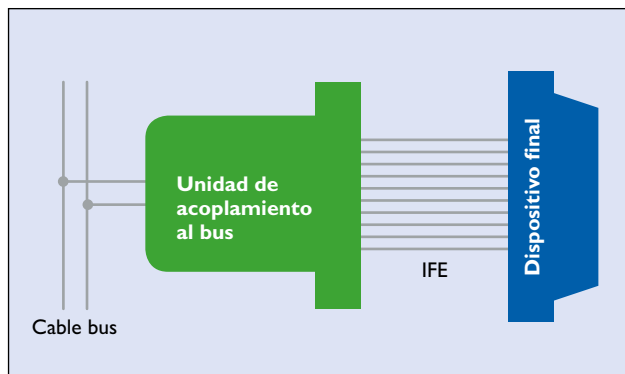 Unidad de
acoplamiento
al bus
Dispositivo final
IFE
Cable bus